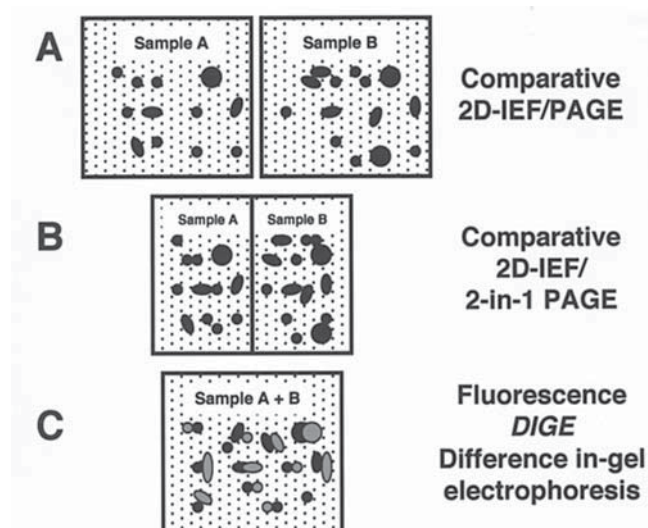 A
Sample A
Sample B
Comparative
2D-IEF/PAGE
B
Sample A
Sample B
Comparative
2D-IEF/
2-in-1 PAGE
C
Sample A + B
Fluorescence
DIGE
Difference in-gel
electrophoresis